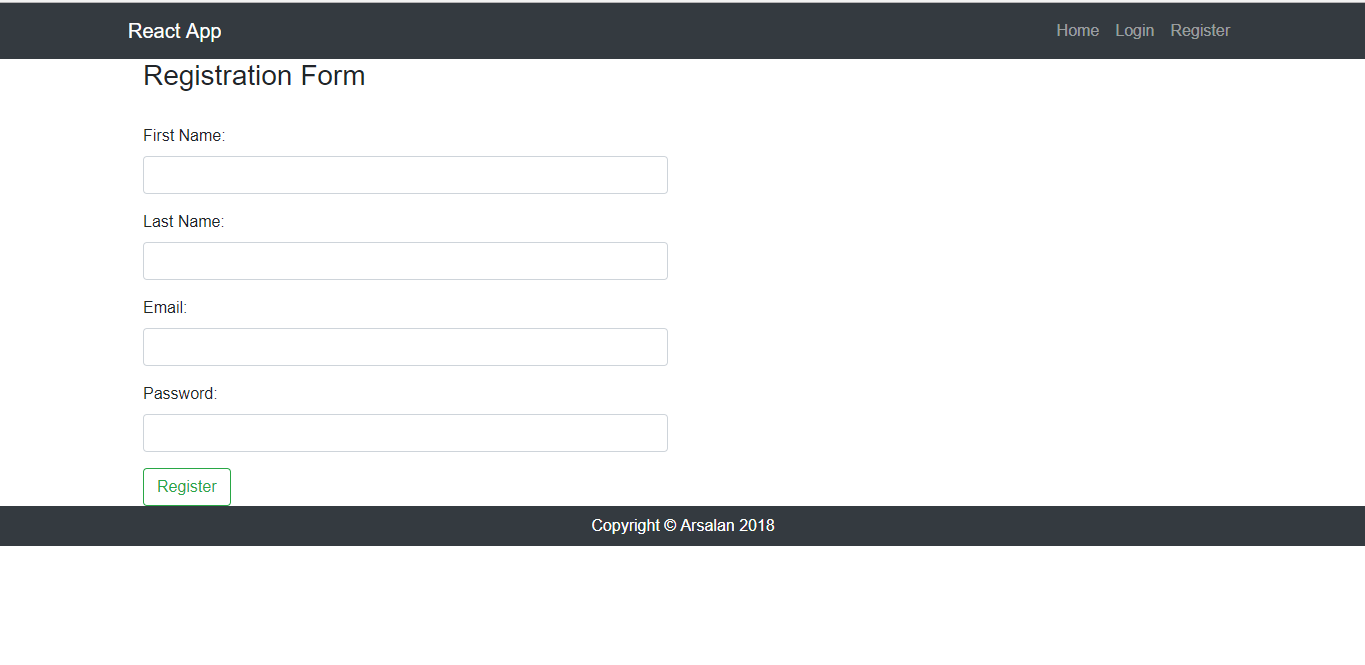 React App Home Login Register
Registration Form
First Name:
Last Name:
Email:
Password:
Register
Copyright © Arsalan 2018